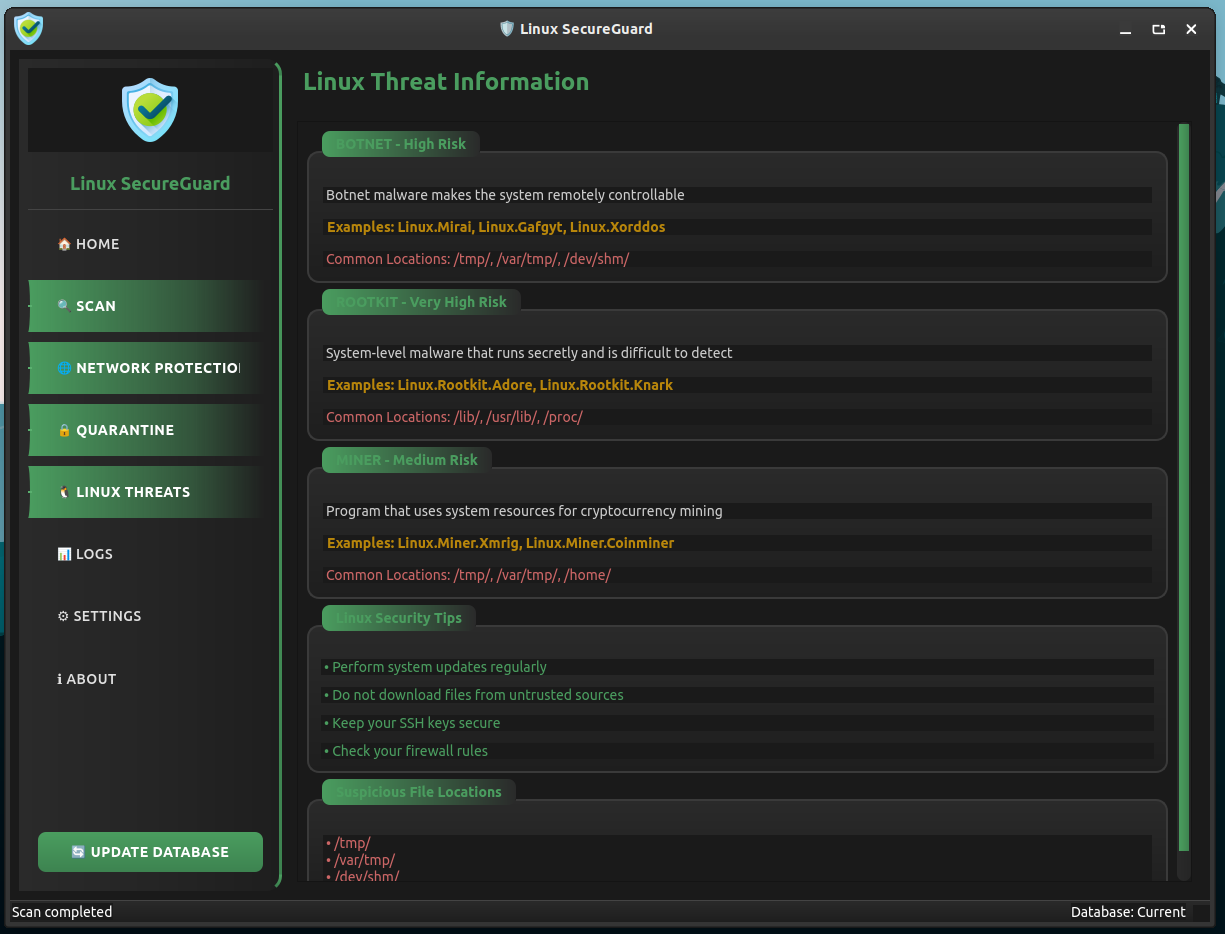 Linux SecureGuard
Linux SecureGuard
HOME
SCAN
NETWORK PROTECTIO
QUARANTINE
LINUX THREATS
LOGS
SETTINGS
ABOUT
UPDATE DATABASE
Linux Threat Information
BOTNET - High Risk
Botnet malware makes the system remotely controllable
Examples: Linux.Mirai, Linux.Gafgyt, Linux.Xorddos
Common Locations: /tmp/, /var/tmp/, /dev/shm/
ROOTKIT - Very High Risk
System-level malware that runs secretly and is difficult to detect
Examples: Linux.Rootkit.Adore, Linux.Rootkit.Knark
Common Locations: /lib/, /usr/lib/, /proc/
MINER - Medium Risk
Program that uses system resources for cryptocurrency mining
Examples: Linux.Miner.Xmrig, Linux.Miner.Coinminer
Common Locations: /tmp/, /var/tmp/, /home/
Linux Security Tips
• Perform system updates regularly
• Do not download files from untrusted sources
• Keep your SSH keys secure
• Check your firewall rules
Suspicious File Locations
• /tmp/
• /var/tmp/
• /dev/shm/
Scan completed
Database: Current